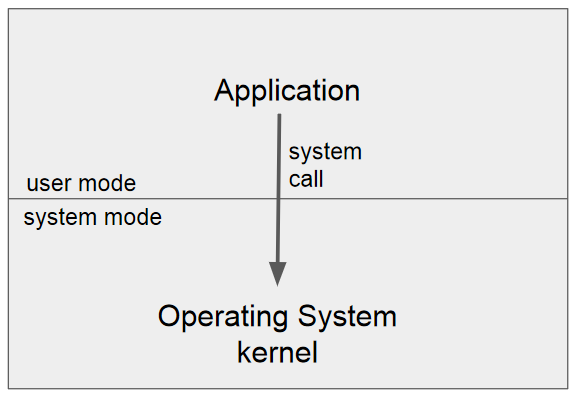 Application
system
call
user mode
system mode
Operating System
kernel